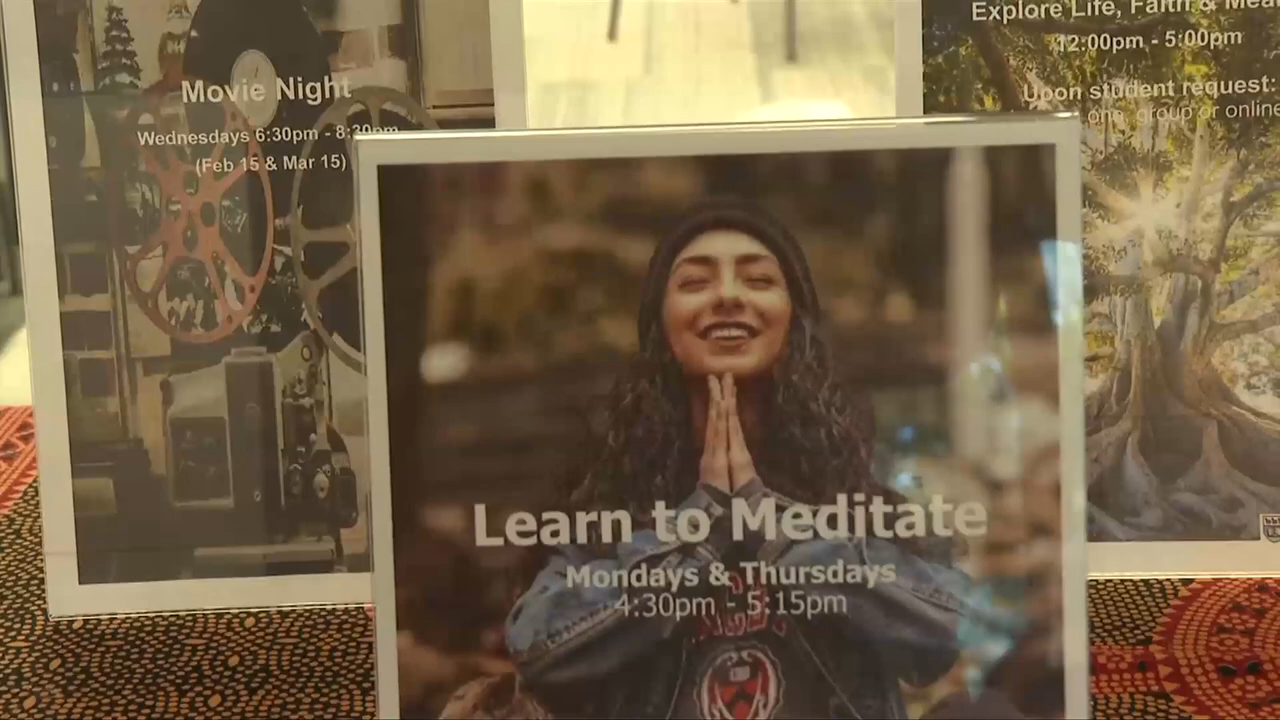 Movie Night
Wednesdays 6:30pm - 8:30pm
(Feb 15 & Mar 15)
Explore Life, Faith &
12:00pm - 5:00pm
Upon student request:
one, group or online
Learn to Meditate
Mondays & Thursdays
4:30pm - 5:15pm